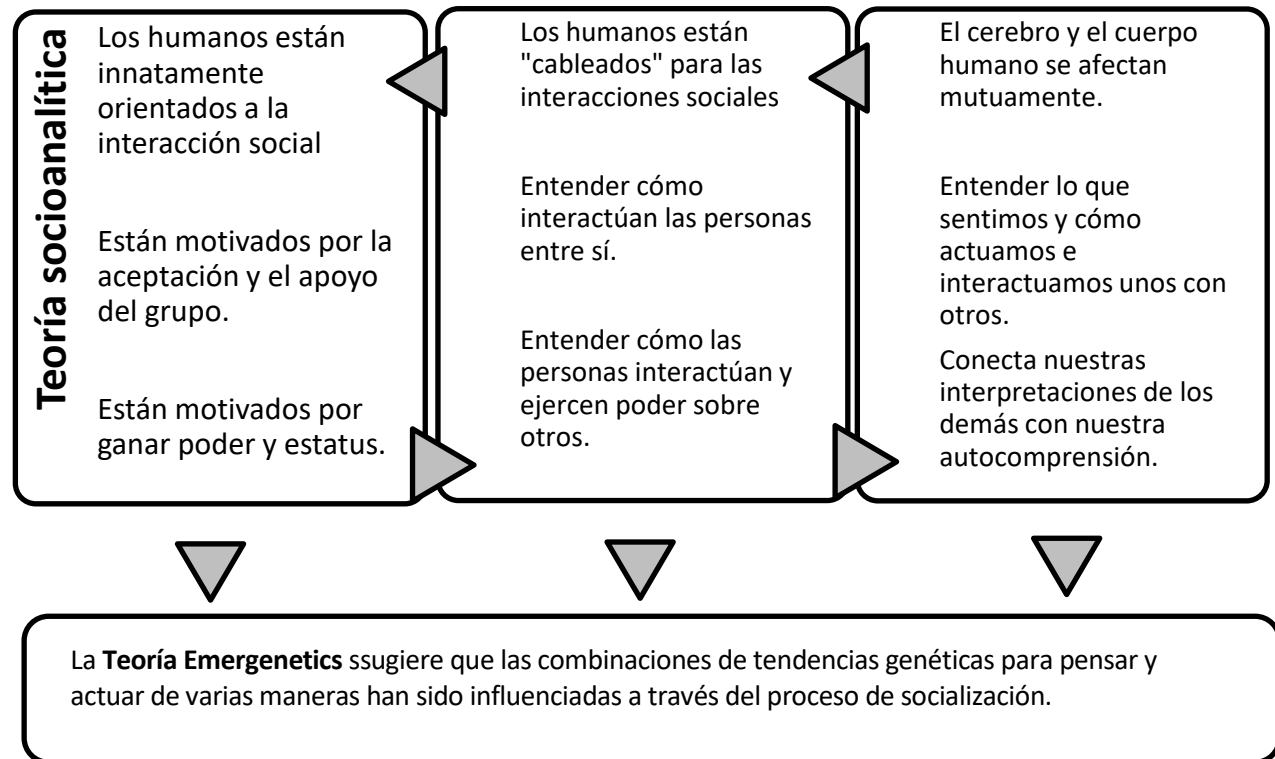 Teoría socioanalítica
Los humanos están
innatamente
orientados a la
interacción social
Están motivados por la
aceptación y el apoyo
del grupo.
Están motivados por
ganar poder y estatus.
Los humanos están
"cableados" para las
interacciones sociales
Entender cómo
interactúan las personas
entre sí.
Entender cómo las
personas interactúan y
ejercen poder sobre
otros.
El cerebro y el cuerpo
humano se afectan
mutuamente.
Entender lo que
sentimos y cómo
actuamos e
interactuamos unos con
otros.
Conecta nuestras
interpretaciones de los
demás con nuestra
autocomprensión.
La Teoría Emergenetics ssugiere que las combinaciones de tendencias genéticas para pensar y
actuar de varias maneras han sido influenciadas a través del proceso de socialización.